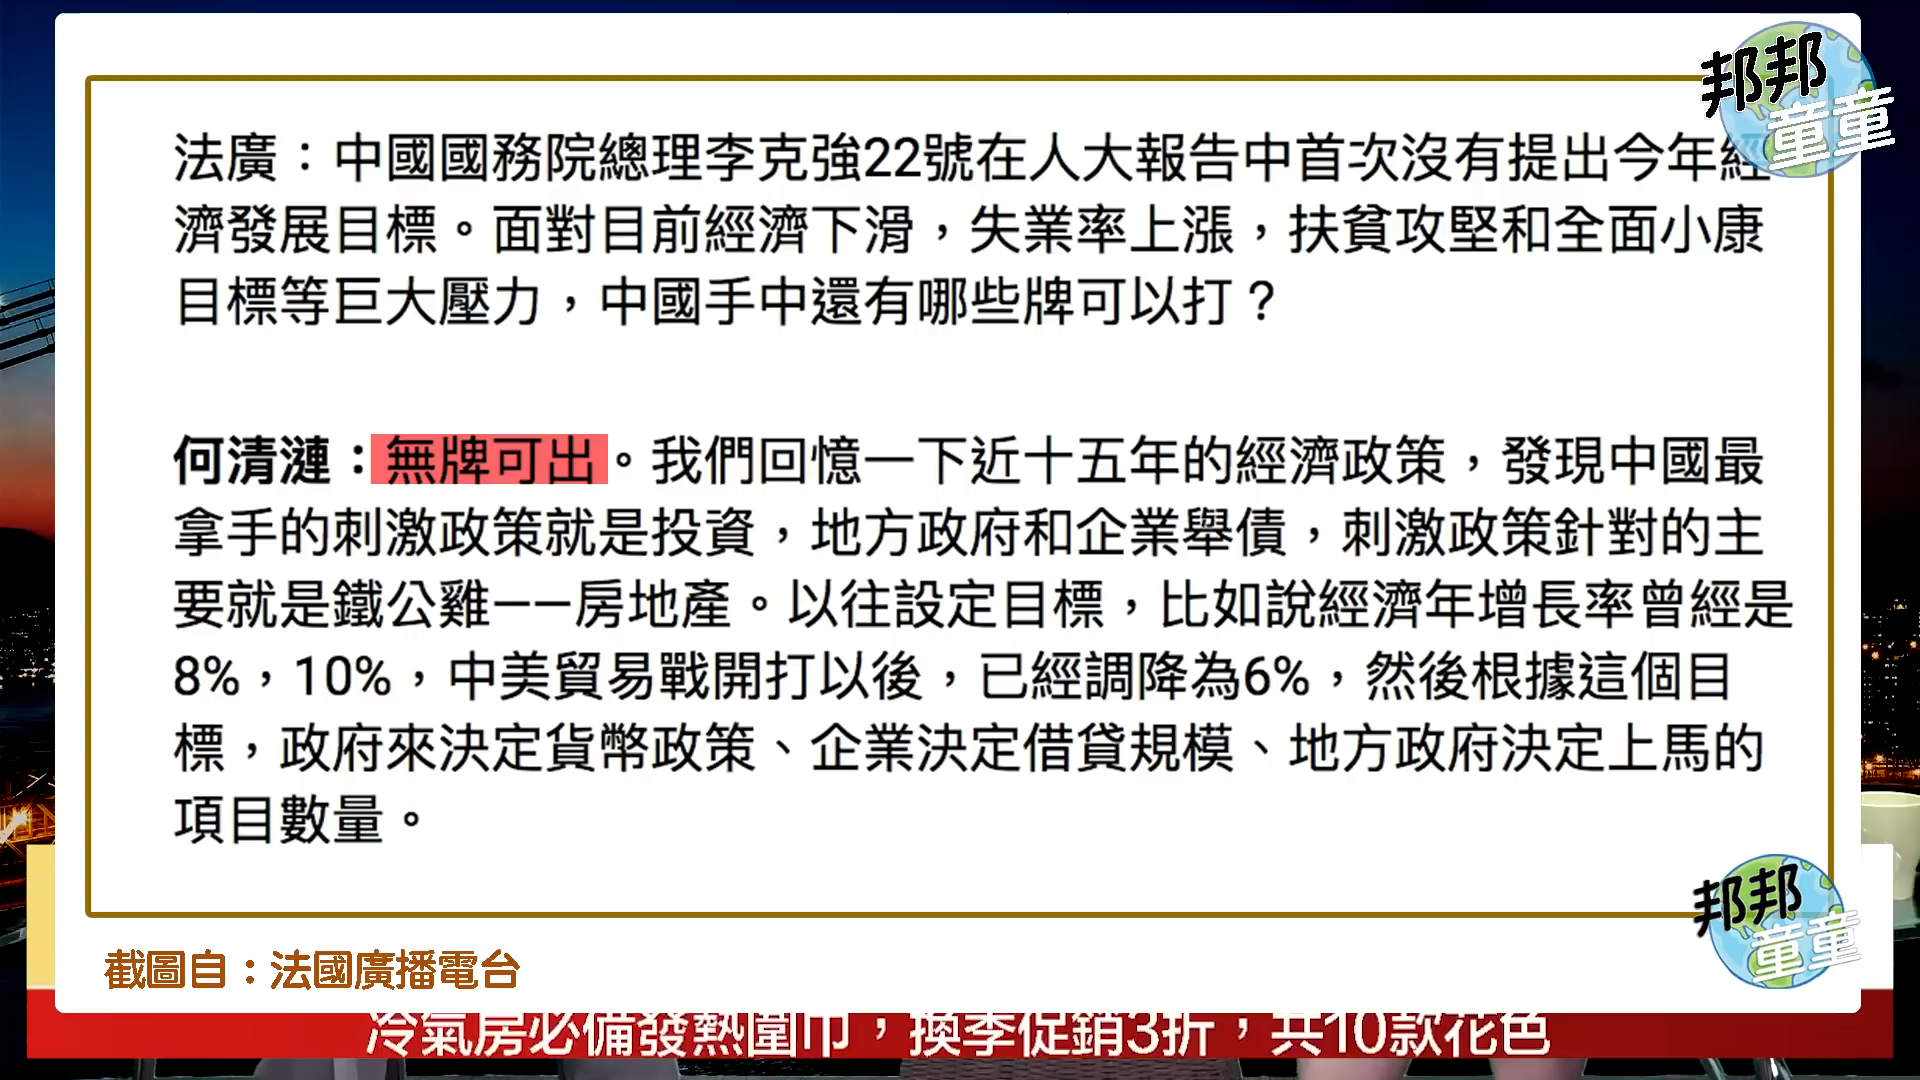 邦邦
童童
法廣：中國國務院總理李克強22號在人大報告中首次沒有提出今年經
濟發展目標。面對目前經濟下滑，失業率上漲，扶貧攻堅和全面小康
目標等巨大壓力，中國手中還有哪些牌可以打？
何清漣：無牌可出。我們回憶一下近十五年的經濟政策，發現中國最
拿手的刺激政策就是投資，地方政府和企業舉債，刺激政策針對的主
要就是鐵公雞——房地產。以往設定目標，比如說經濟年增長率曾經是
8%，10%，中美貿易戰開打以後，已經調降為6%，然後根據這個目
標，政府來決定貨幣政策、企業決定借貸規模、地方政府決定上馬的
項目數量。
邦邦
童童
截圖自：法國廣播電台
冷氣房必備發熱圍巾，換季促銷3折，共10款花色